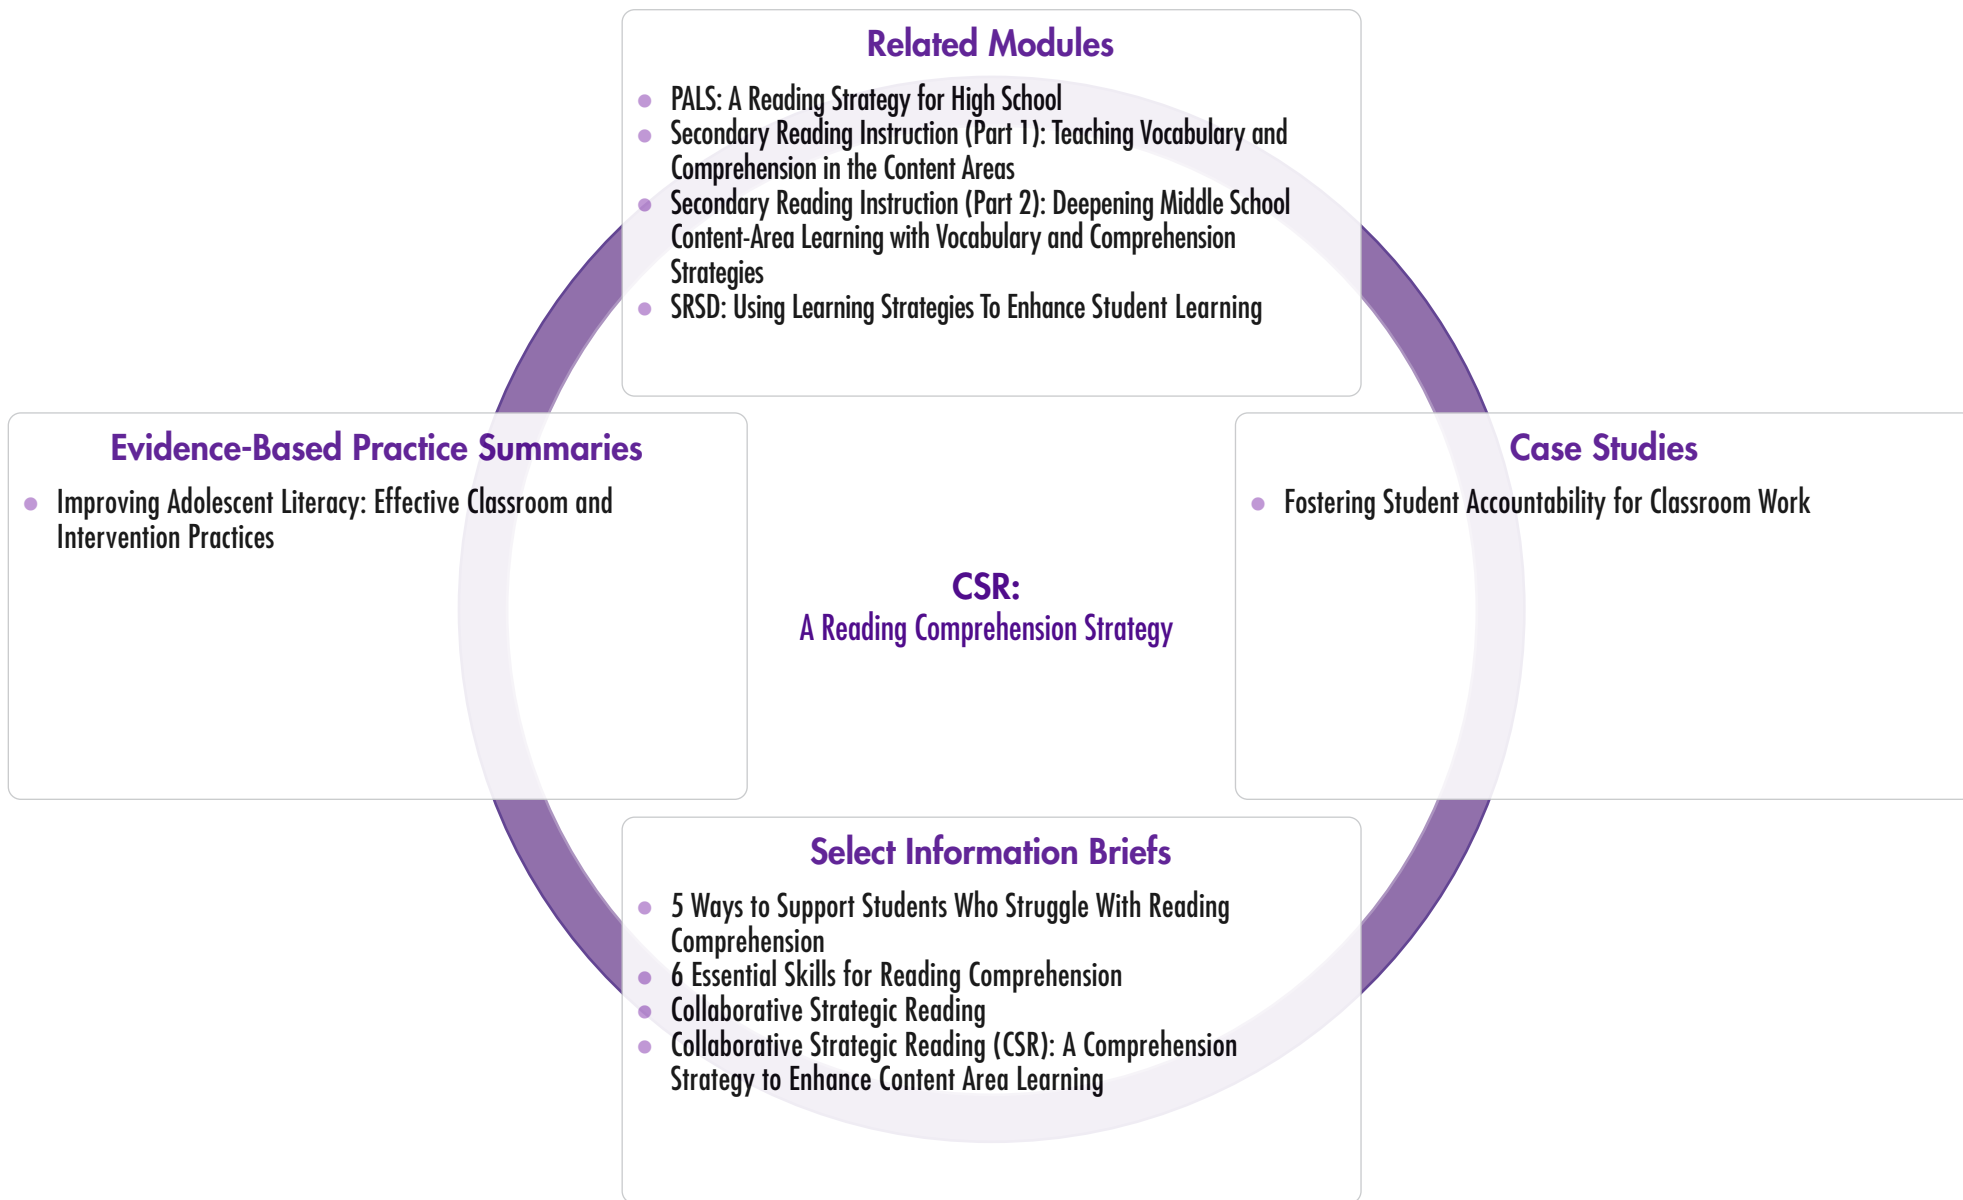 Related Modules
PALS: A Reading Strategy for High School
Secondary Reading Instruction (Part 1): Teaching Vocabulary and
Comprehension in the Content Areas
Secondary Reading Instruction (Part 2): Deepening Middle School
Content-Area Learning with Vocabulary and Comprehension
Strategies
SRSD: Using Learning Strategies To Enhance Student Learning
Evidence-Based Practice Summaries
Improving Adolescent Literacy: Effective Classroom and
Intervention Practices
CSR:
A Reading Comprehension Strategy
Case Studies
Fostering Student Accountability for Classroom Work
Select Information Briefs
5 Ways to Support Students Who Struggle With Reading
Comprehension
6 Essential Skills for Reading Comprehension
Collaborative Strategic Reading
Collaborative Strategic Reading (CSR): A Comprehension
Strategy to Enhance Content Area Learning